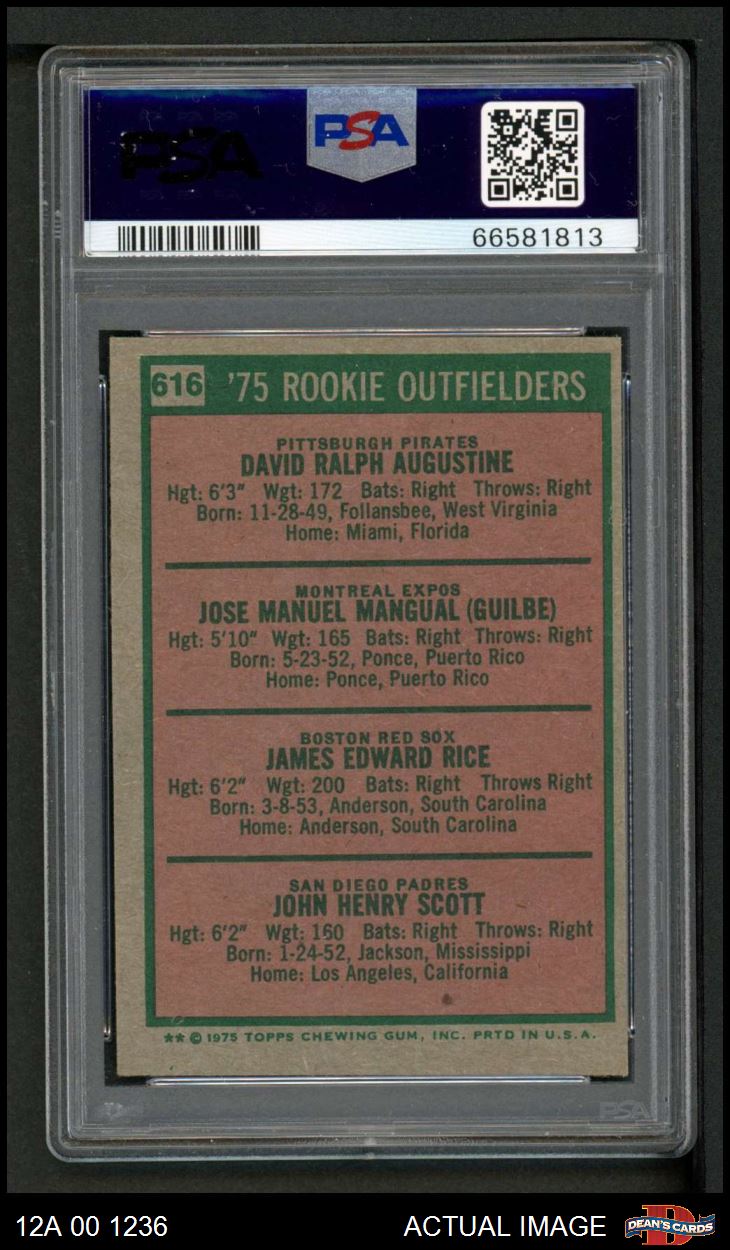 PSA
PSA
66581813
616 '75 ROOKIE OUTFIELDERS
PITTSBURGH PIRATES
DAVID RALPH AUGUSTINE
Hgt: 6'3" Wgt: 172 Bats: Right Throws: Right
Born: 11-28-49, Follansbee, West Virginia
Home: Miami, Florida
MONTREAL EXPOS
JOSE MANUEL MANGUAL (GUILBE)
Hgt: 5'10" Wgt: 165 Bats: Right Throws: Right
Born: 5-23-52, Ponce, Puerto Rico
Home: Ponce, Puerto Rico
BOSTON RED SOX
JAMES EDWARD RICE
Hgt: 6'2" Wgt: 200 Bats: Right Throws Right
Born: 3-8-53, Anderson, South Carolina
Home: Anderson, South Carolina
SAN DIEGO PADRES
JOHN HENRY SCOTT
Hgt: 6'2" Wgt: 160 Bats: Right Throws: Right
Born: 1-24-52, Jackson, Mississippi
Home: Los Angeles, California
** © 1975 TOPPS CHEWING GUM, INC. PRTD IN U.S.A.
PSA
12A 00 1236 ACTUAL IMAGE DEAN'S CARDS